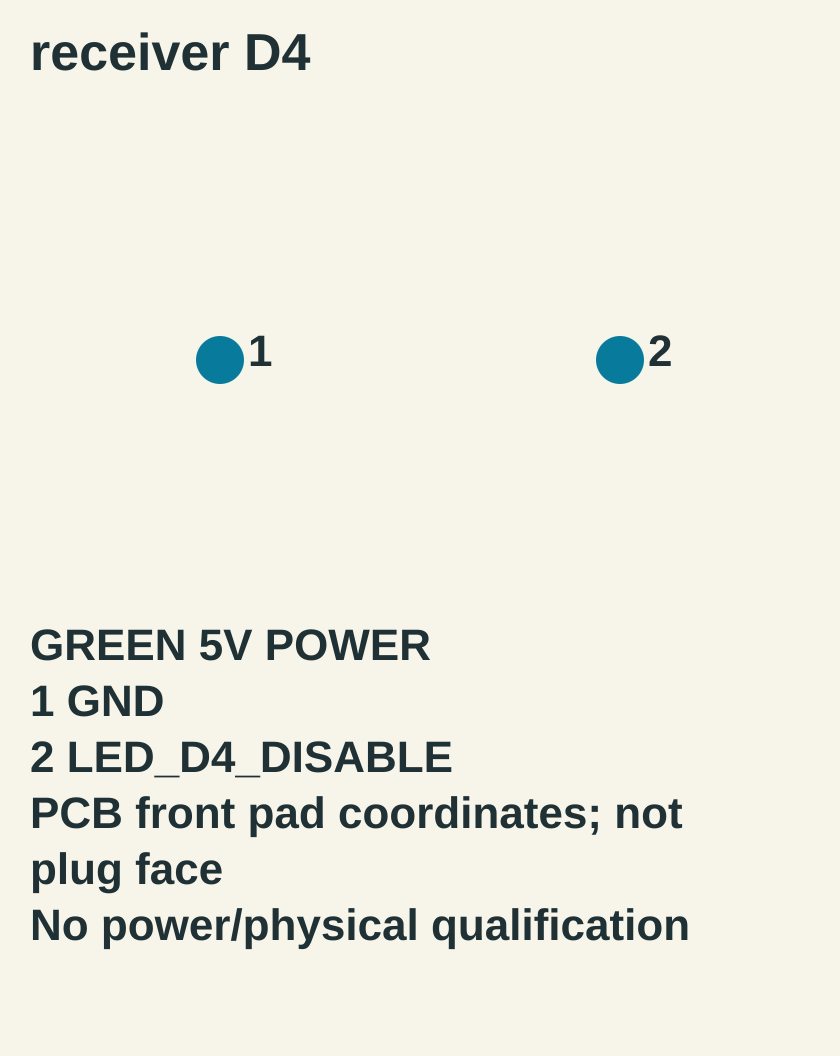 receiver D4
1
2
GREEN 5V POWER
1 GND
2 LED_D4_DISABLE
PCB front pad coordinates; not
plug face
No power/physical qualification